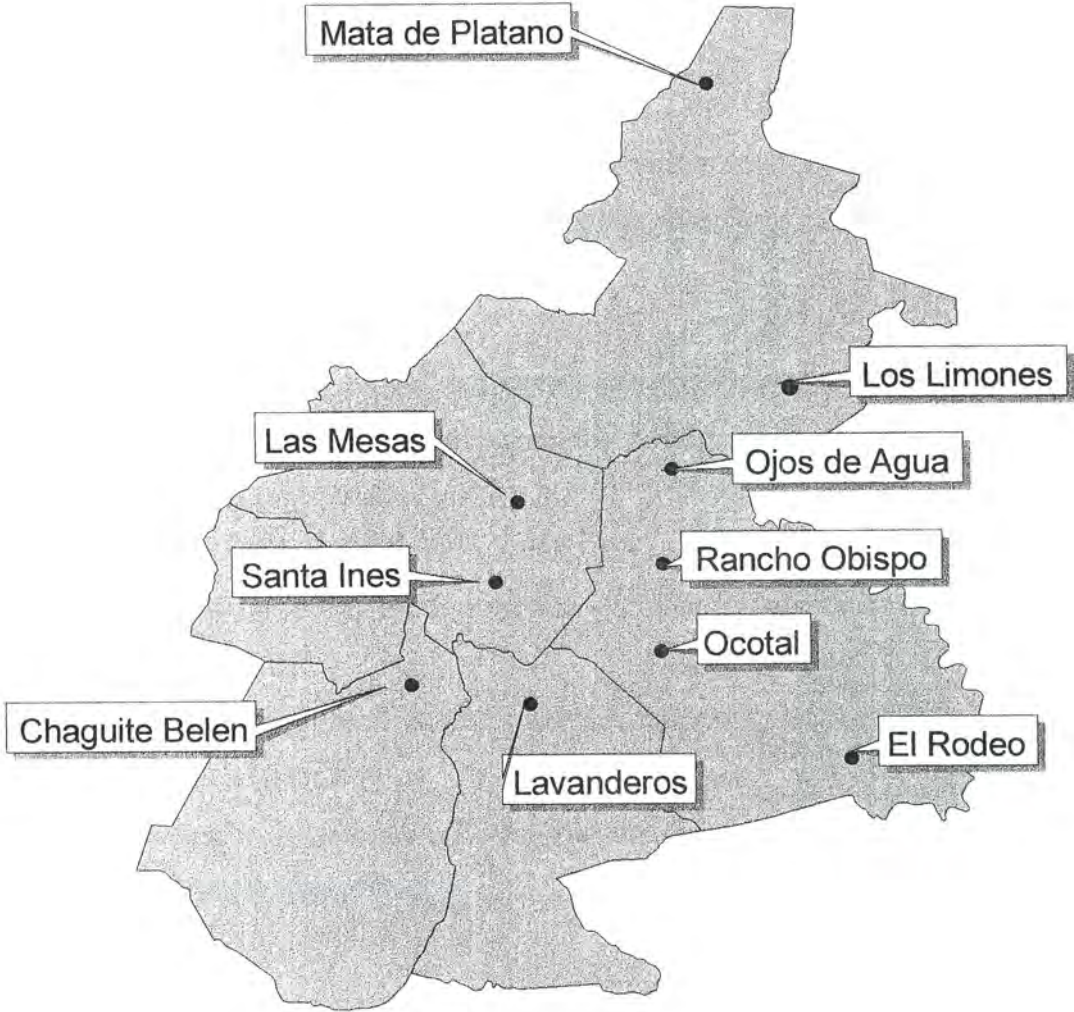 Mata de Platano
Los Limones
Las Mesas
Ojos de Agua
Rancho Obispo
Santa Ines
Ocotal
Chaguite Belen
El Rodeo
Lavanderos